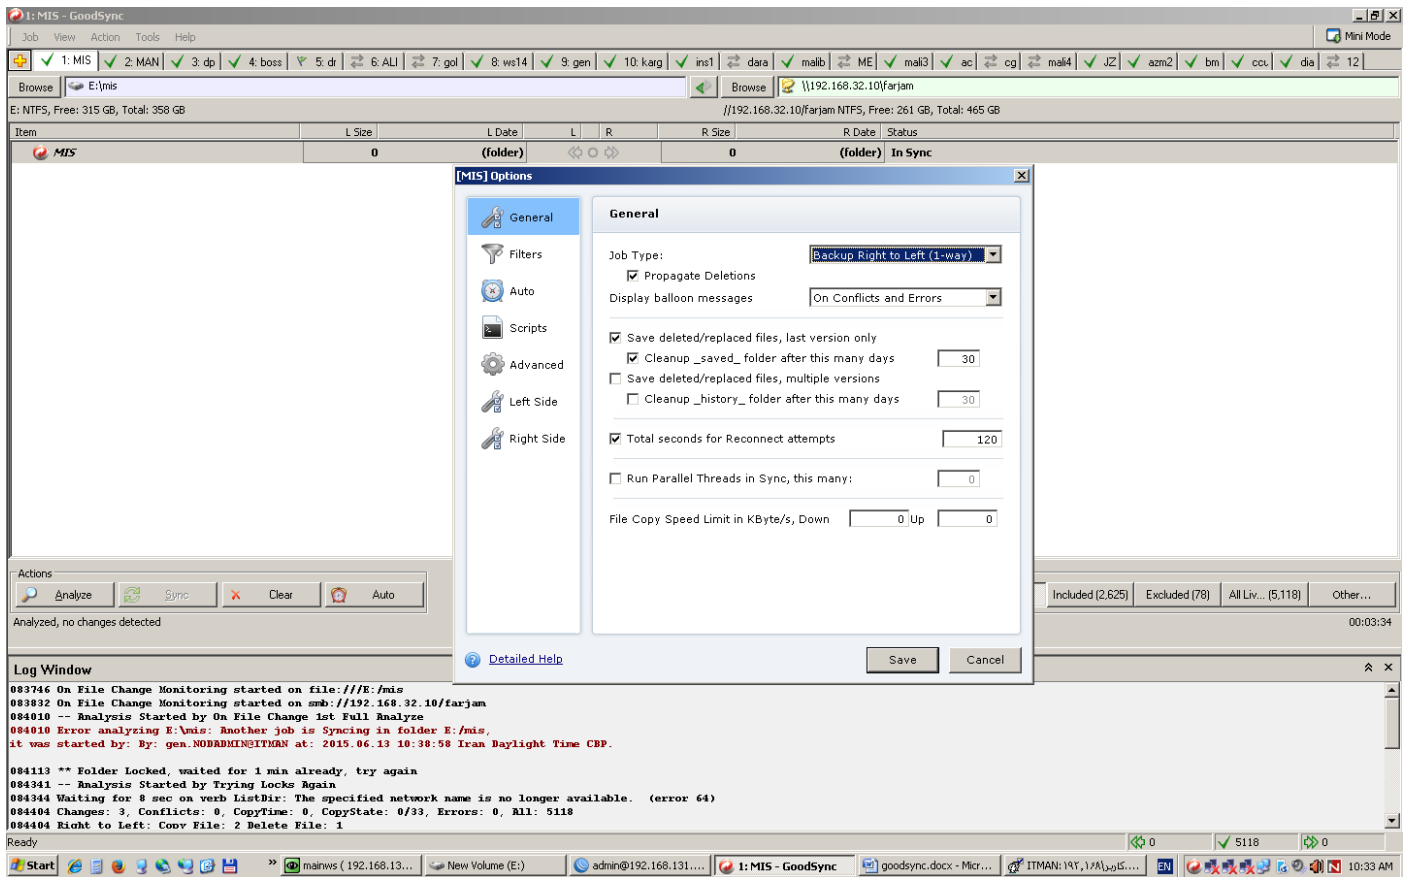 1: MIS - GoodSync
Job View Action Tools Help
Mini Mode
1: MIS 2: MAN 3: dp 4: boss 5: dr 6: ALI 7: gol 8: ws14 9: gen 10: karg ins1 dara malib ME mali3 ac cg mali4 JZ azm2 bm ccu dia 12
Browse E:\mis Browse \\192.168.32.10\farjam
E: NTFS, Free: 315 GB, Total: 358 GB //192.168.32.10/farjam NTFS, Free: 261 GB, Total: 465 GB
Item L Size L Date L R R Size R Date Status
MIS 0 (folder) 0 (folder) In Sync
[MIS] Options
General
Filters
Auto
Scripts
Advanced
Left Side
Right Side
General
Job Type: Backup Right to Left (1-way)
Propagate Deletions
Display balloon messages On Conflicts and Errors
Save deleted/replaced files, last version only
Cleanup _saved_ folder after this many days 30
Save deleted/replaced files, multiple versions
Cleanup _history_ folder after this many days 30
Total seconds for Reconnect attempts 120
Run Parallel Threads in Sync, this many: 0
File Copy Speed Limit in KByte/s, Down 0 Up 0
Detailed Help Save Cancel
Actions
Analyze Sync Clear Auto Included (2,625) Excluded (78) All Liv... (5,118) Other...
Analyzed, no changes detected 00:03:34
Log Window
083746 On File Change Monitoring started on file:///E:/mis
083832 On File Change Monitoring started on smb://192.168.32.10/farjam
084010 -- Analysis Started by On File Change 1st Full Analyze
084010 Error analyzing E:\mis: Another job is Syncing in folder E:/mis,
it was started by: By: gen.NOBADMIN@ITMAN at: 2015.06.13 10:38:58 Iran Daylight Time CBP.
084113 ** Folder Locked, waited for 1 min already, try again
084341 -- Analysis Started by Trying Locks Again
084344 Waiting for 8 sec on verb ListDir: The specified network name is no longer available. (error 64)
084404 Changes: 3, Conflicts: 0, CopyTime: 0, CopyState: 0/33, Errors: 0, All: 5118
084404 Right to Left: Copy File: 2 Delete File: 1
Ready 0 5118 0
Start » mainws ( 192.168.13... New Volume (E:) admin@192.168.131.... 1: MIS - GoodSync goodsync.docx - Micr... EN 10:33 AM